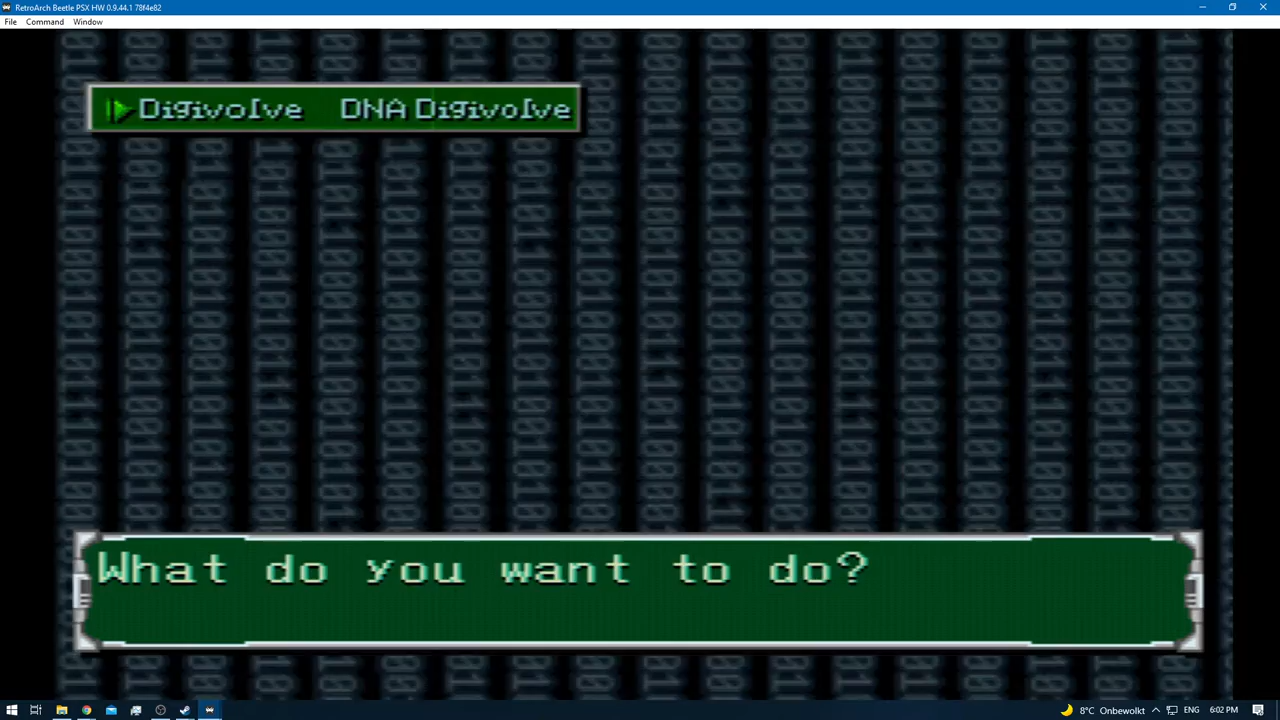 RetroArch Beetle PSX HW 0.9.44.1 78f4e82
File Command Window
Digivolve DNA Digivolve
What do you want to do?
8°C Bewolkt ENG 6:02 PM